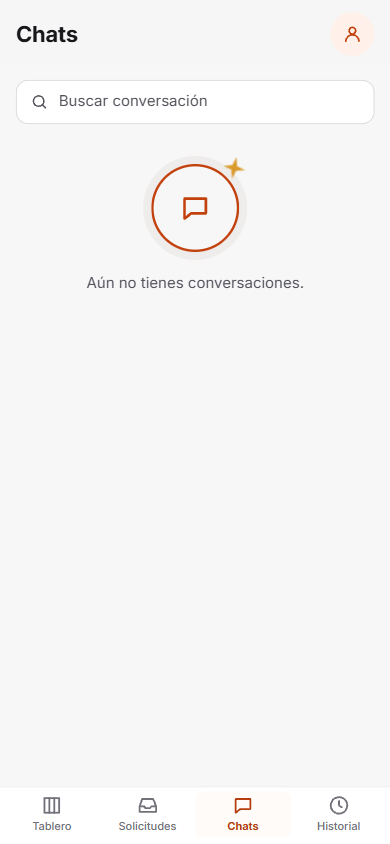 Chats
Buscar conversación
Aún no tienes conversaciones.
Tablero
Solicitudes
Chats
Historial